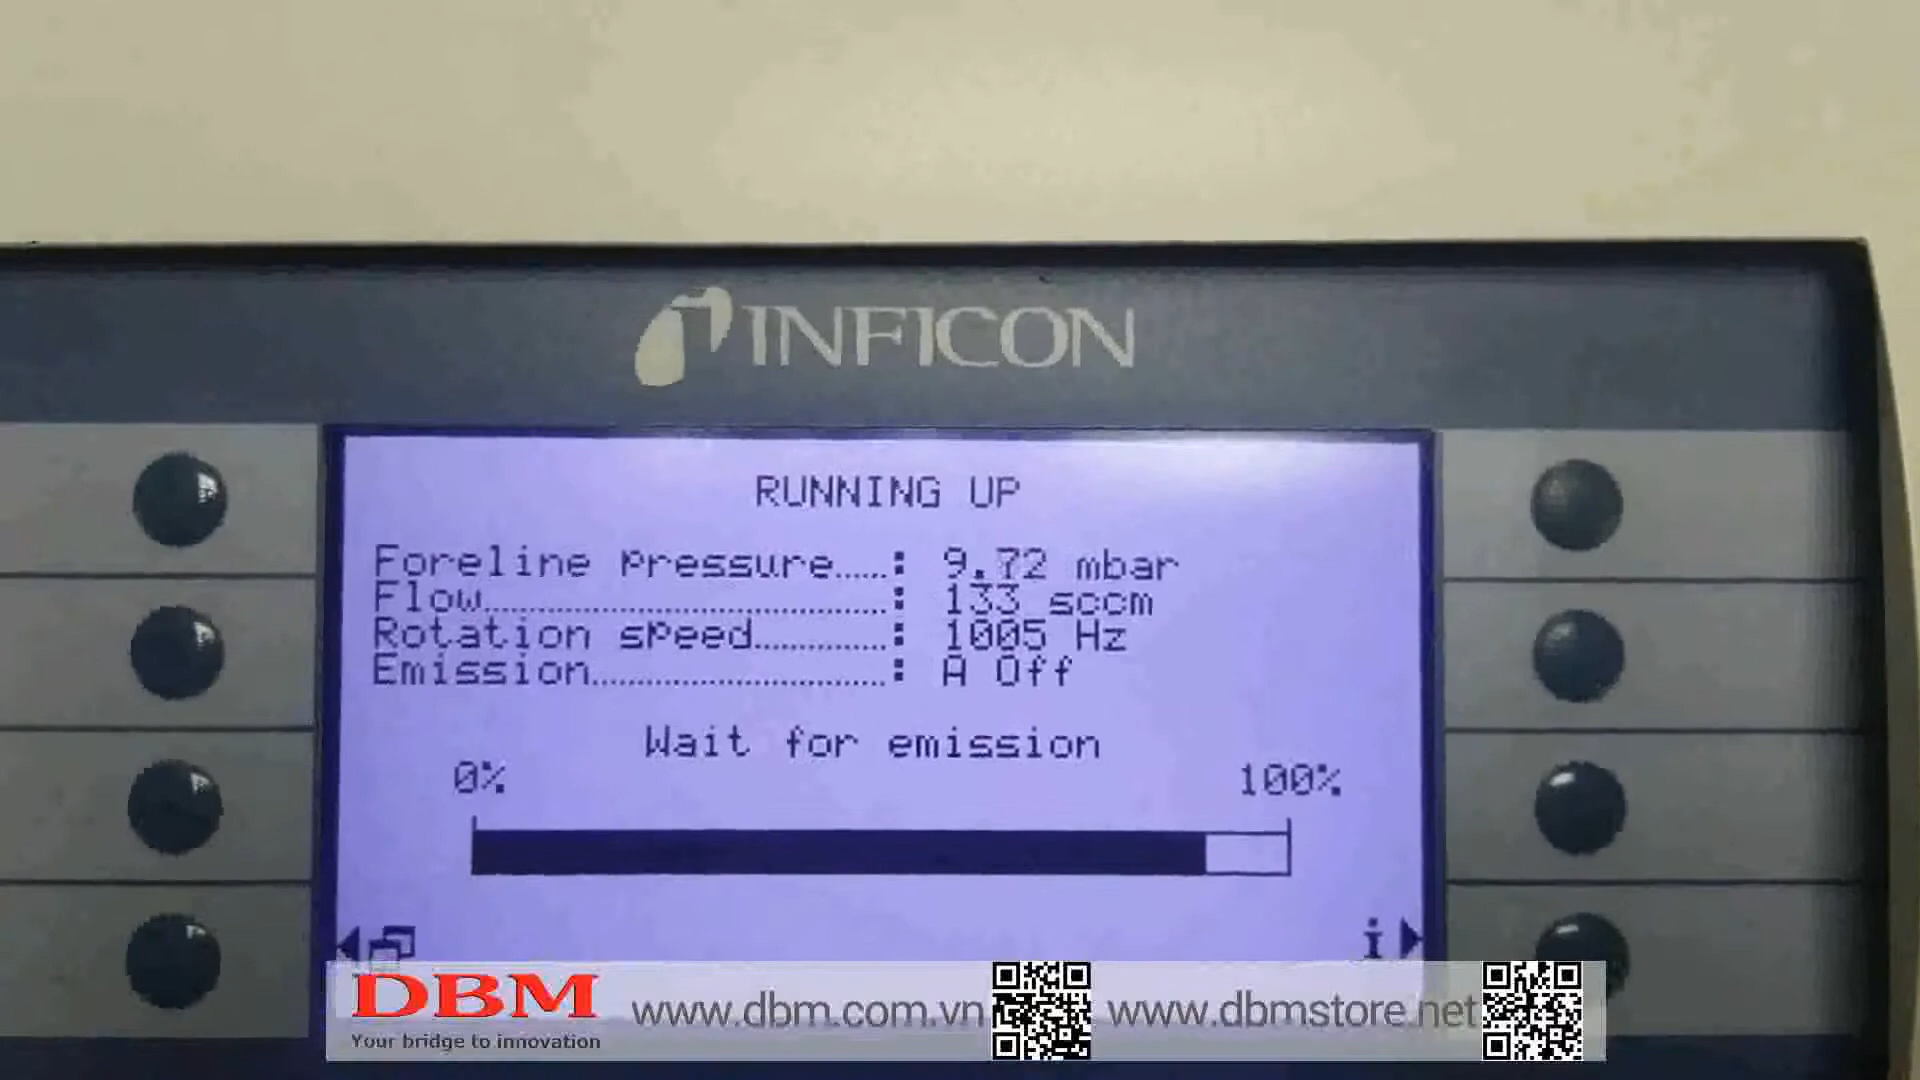 INFICON
RUNNING UP
Foreline pressure.....: 9.72 mbar
Flow..................: 133 sccm
Rotation speed........: 1005 Hz
Emission..............: A Off
Wait for emission
0% 100%
i
DBM
Your bridge to innovation
www.dbm.com.vn
www.dbmstore.net